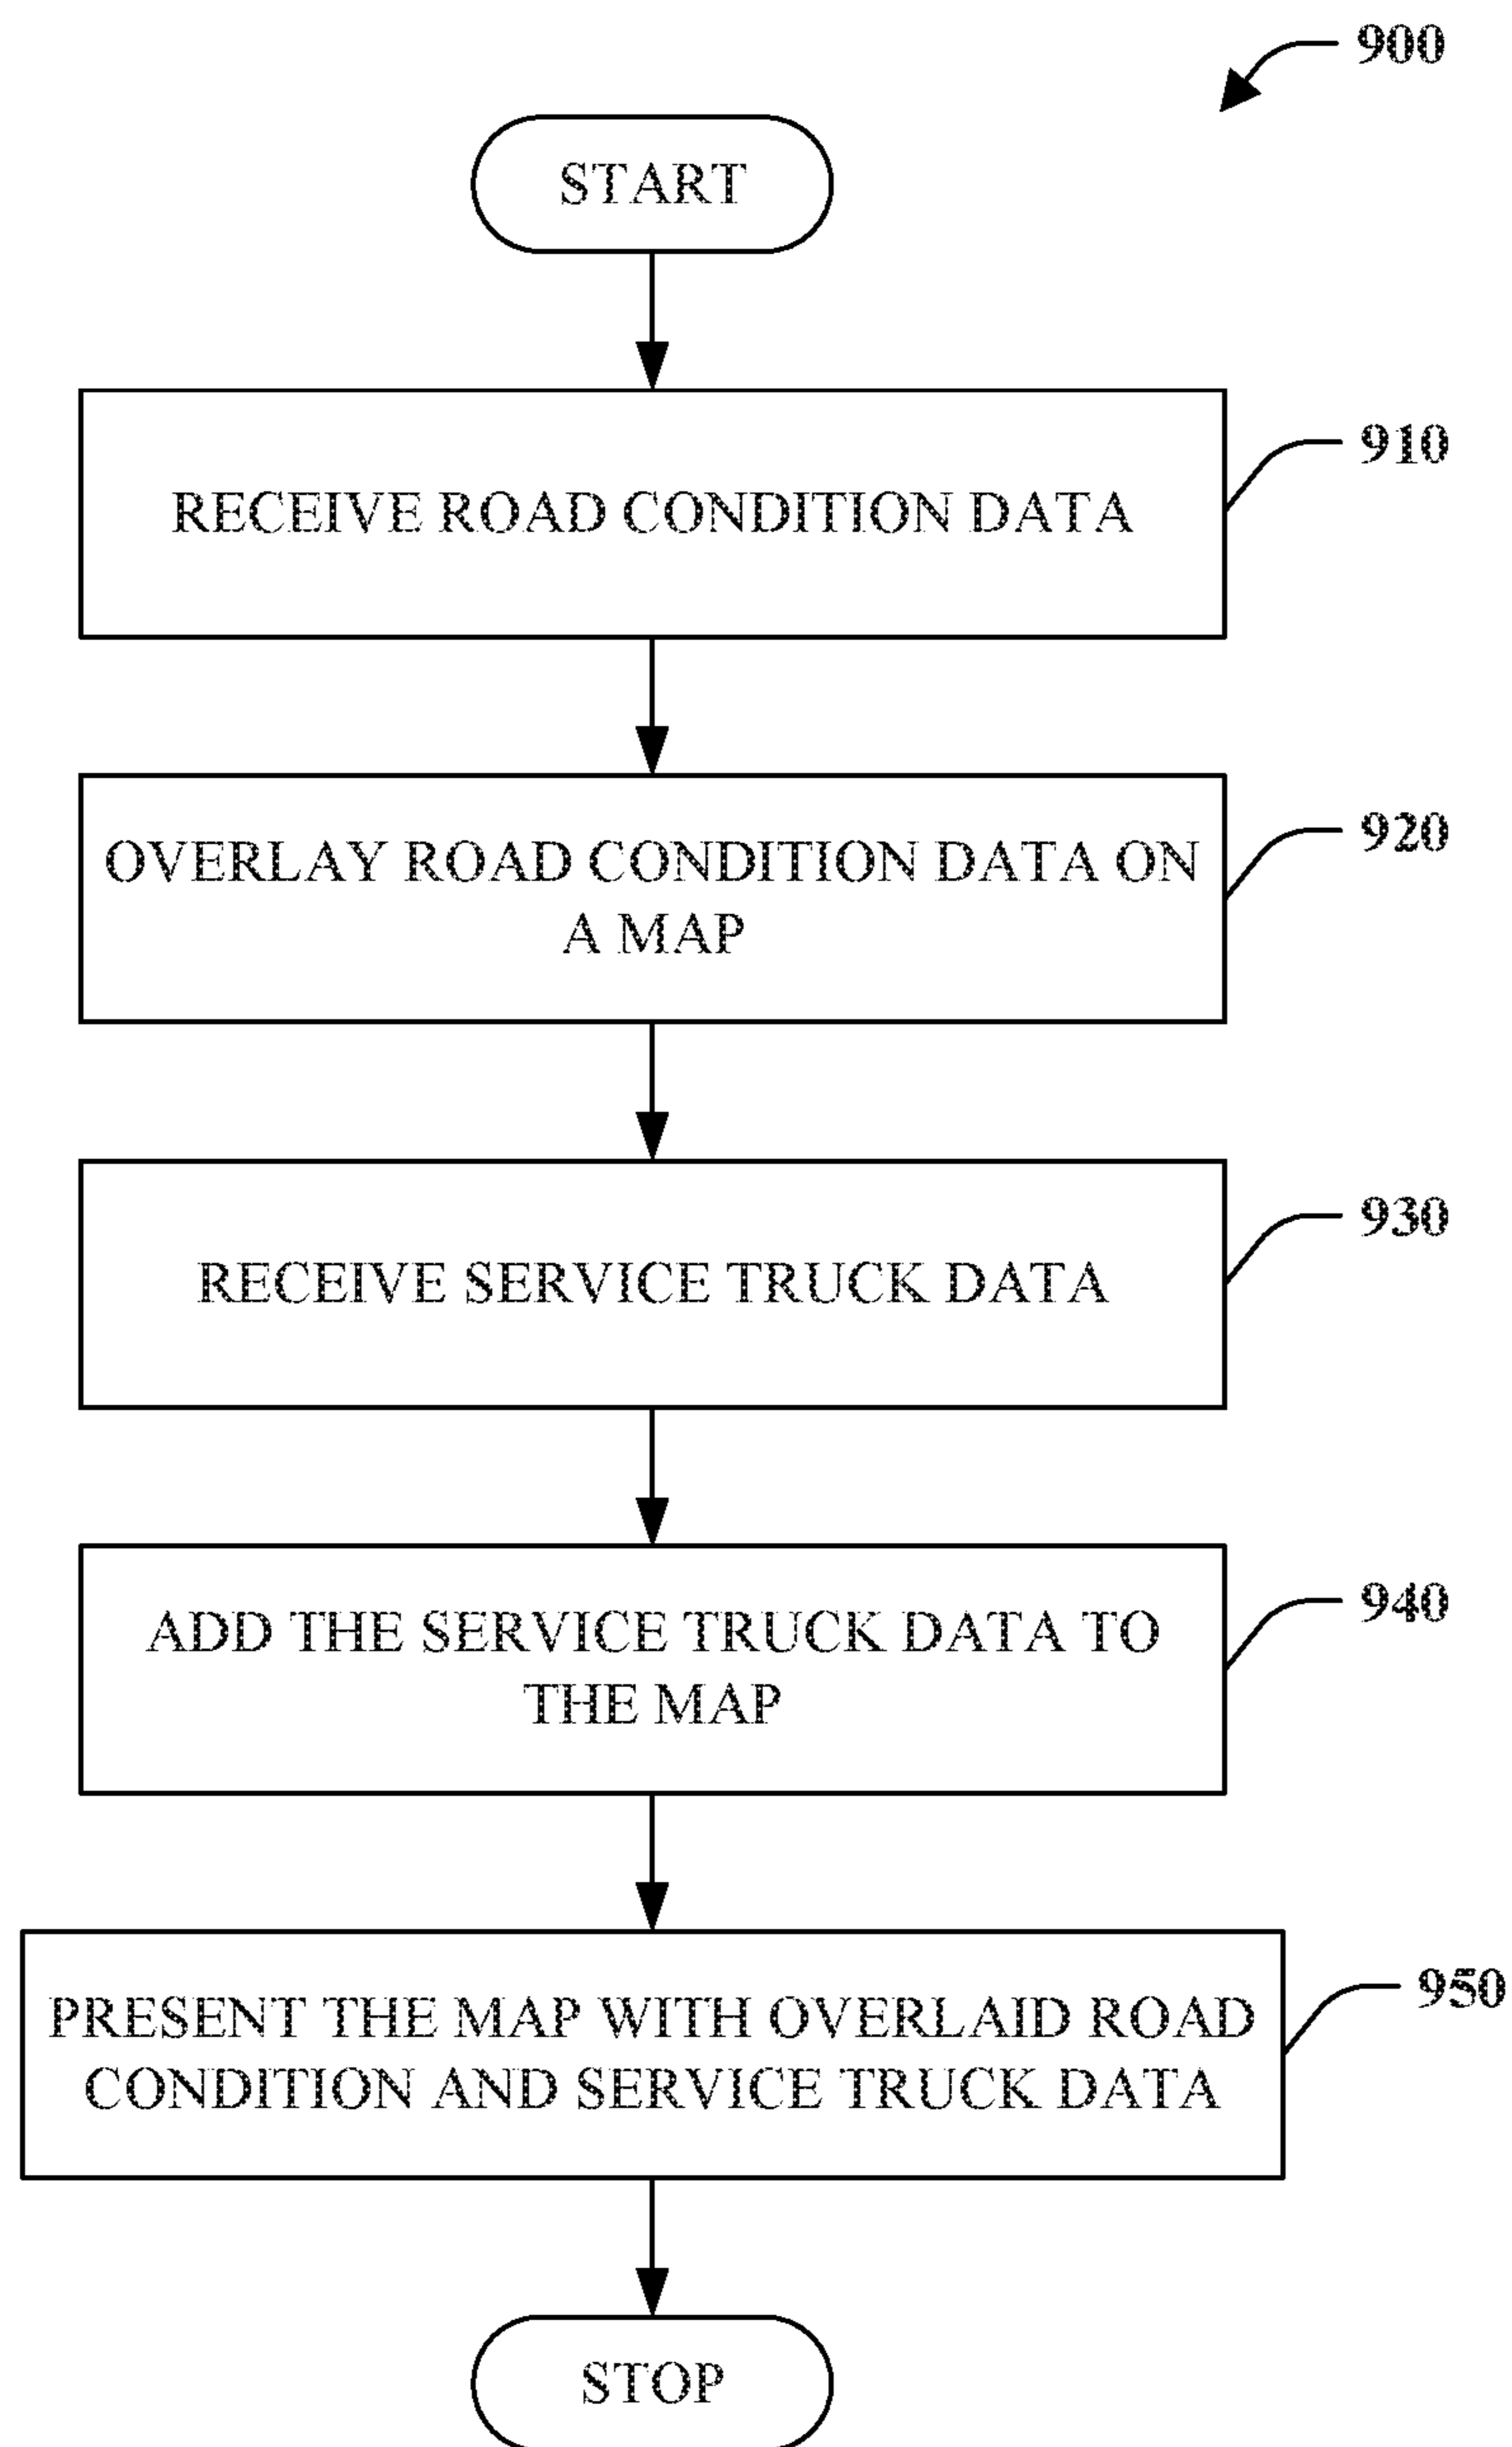 900
START
RECEIVE ROAD CONDITION DATA
910
OVERLAY ROAD CONDITION DATA ON
A MAP
920
RECEIVE SERVICE TRUCK DATA
930
ADD THE SERVICE TRUCK DATA TO
THE MAP
940
PRESENT THE MAP WITH OVERLAID ROAD
CONDITION AND SERVICE TRUCK DATA
950
STOP